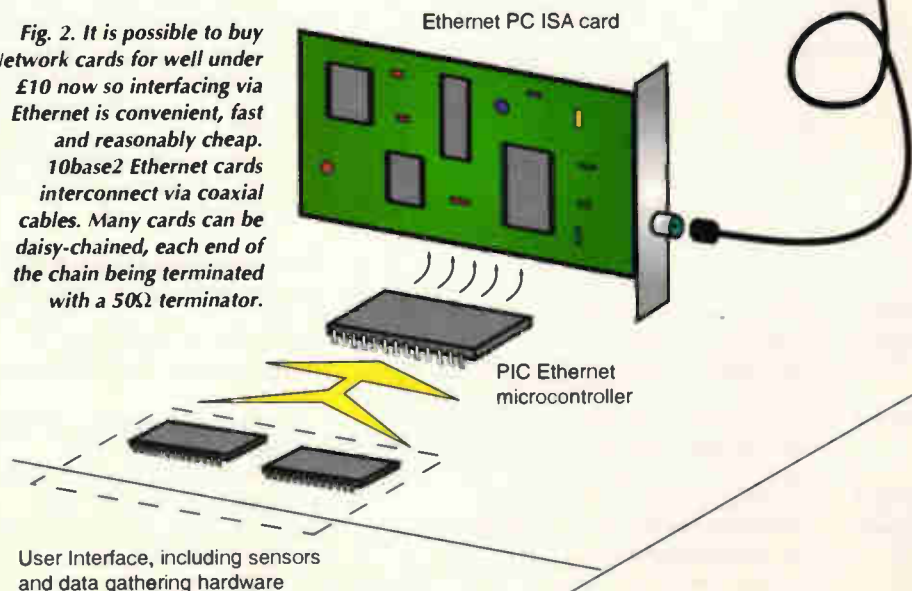 Fig. 2. It is possible to buy
Network cards for well under
£10 now so interfacing via
Ethernet is convenient, fast
and reasonably cheap.
10base2 Ethernet cards
interconnect via coaxial
cables. Many cards can be
daisy-chained, each end of
the chain being terminated
with a 50Ω terminator.
Ethernet PC ISA card
PIC Ethernet
microcontroller
User Interface, including sensors
and data gathering hardware